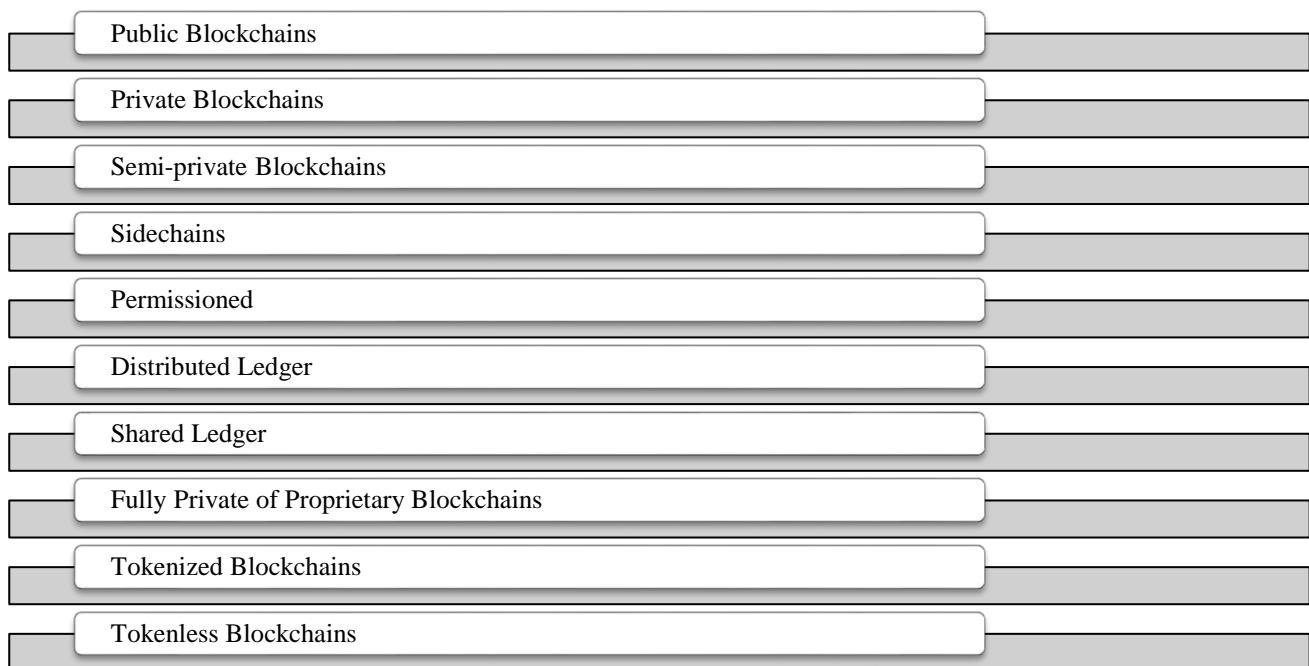 Public Blockchains
Private Blockchains
Semi-private Blockchains
Sidechains
Permissioned
Distributed Ledger
Shared Ledger
Fully Private of Proprietary Blockchains
Tokenized Blockchains
Tokenless Blockchains